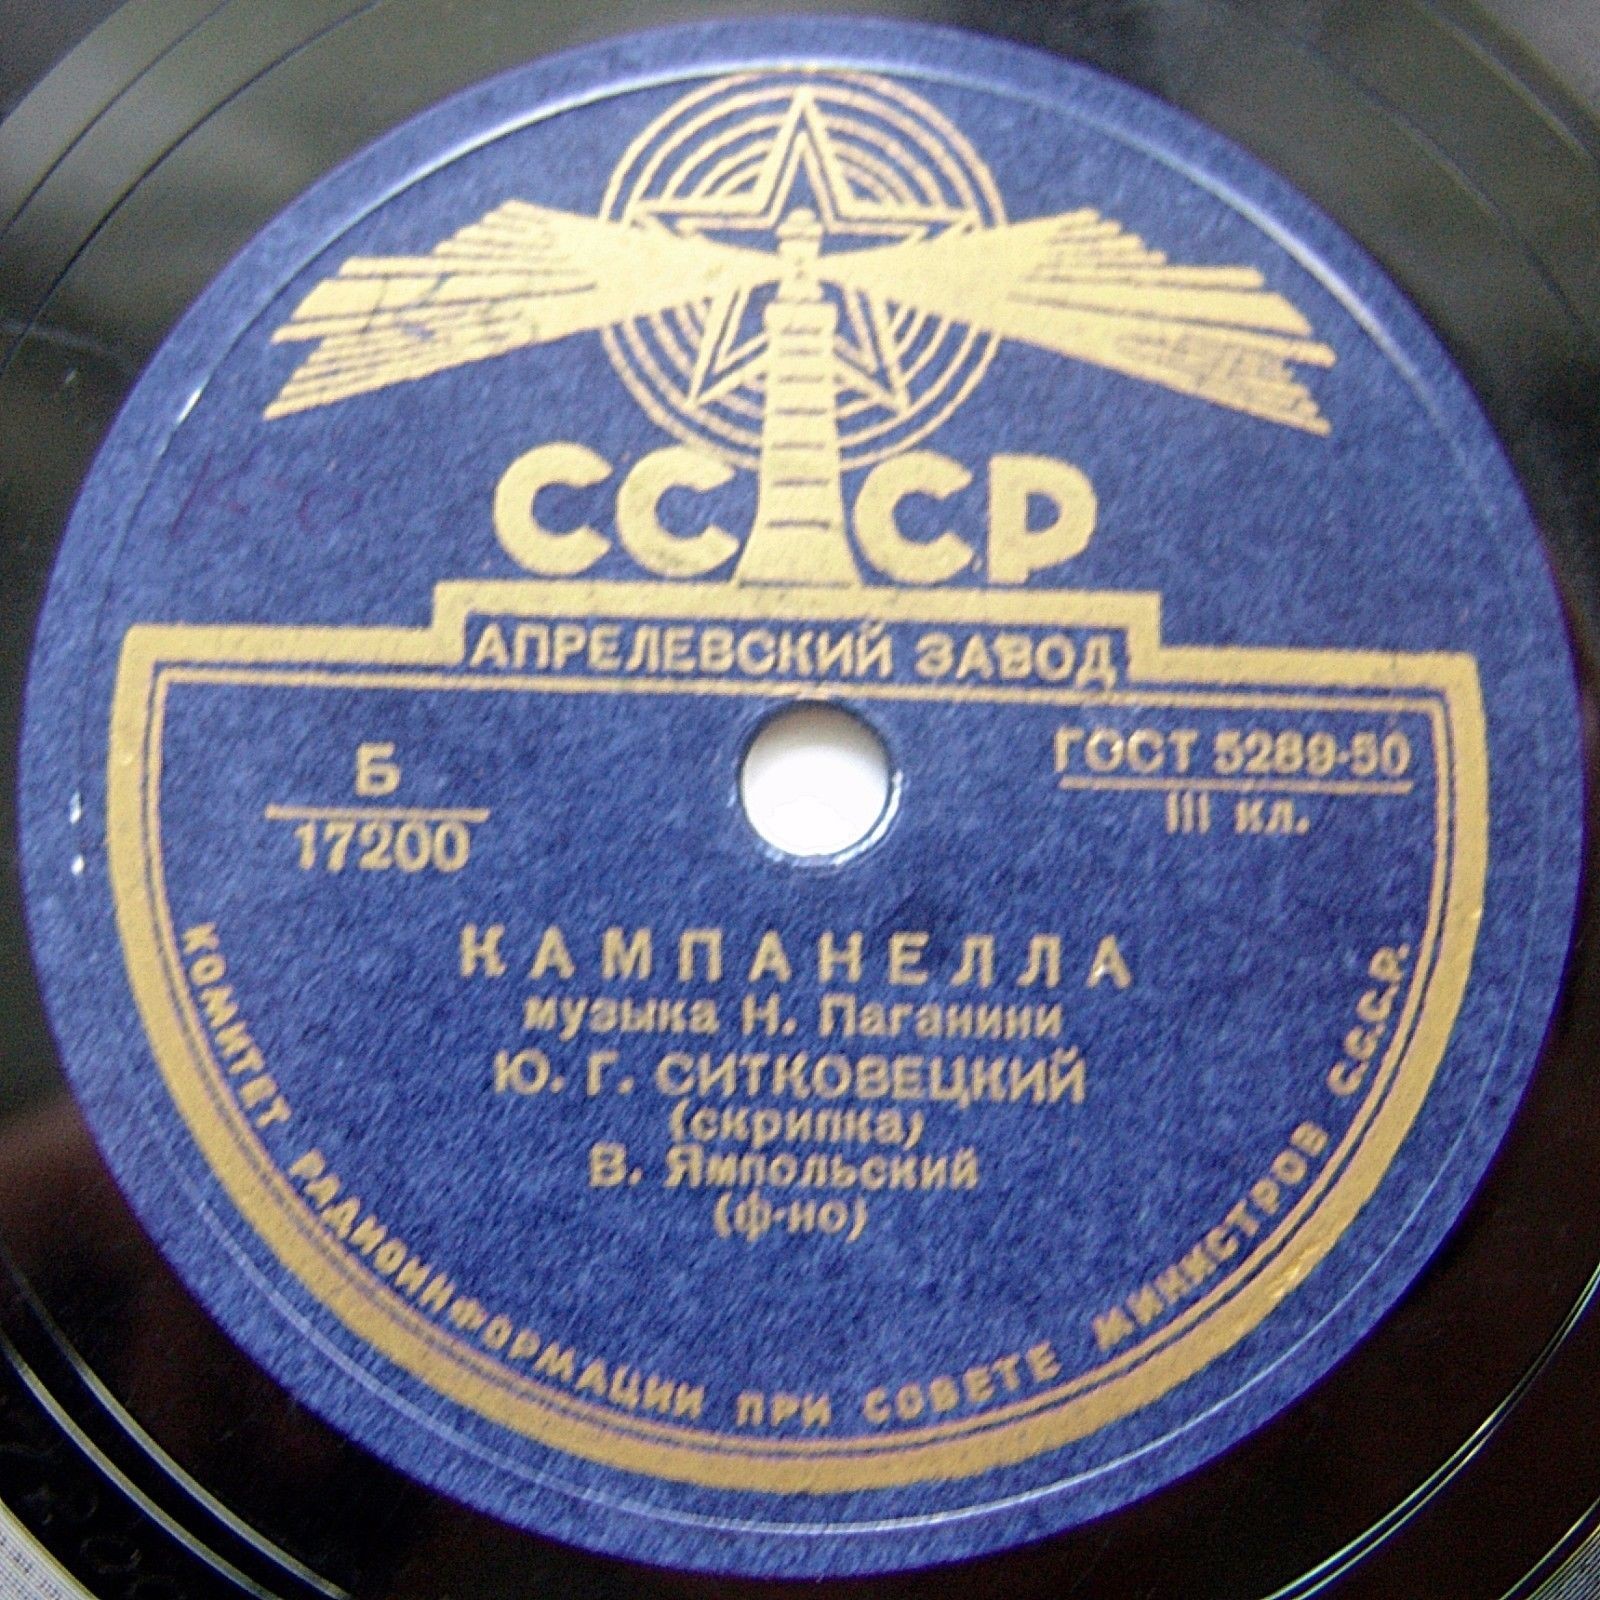 СССР
АПРЕЛЕВСКИЙ ЗАВОД
Б
17200
ГОСТ 5289-50
III кл.
КАМПАНЕЛЛА
музыка Н. Паганини
Ю. Г. СИТКОВЕЦКИЙ
(скрипка)
В. Ямпольский
(ф-но)
КОМИТЕТ РАДИОИНФОРМАЦИИ ПРИ СОВЕТЕ МИНИСТРОВ С.С.С.Р.